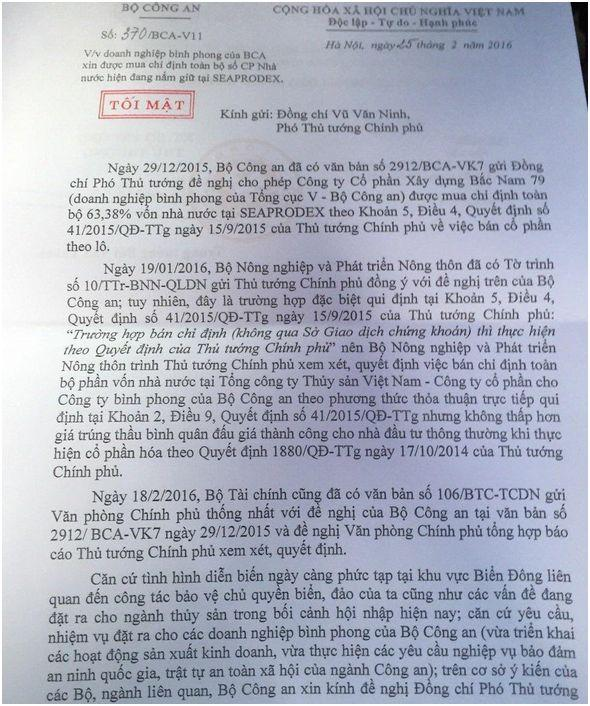 BỘ CÔNG AN
CỘNG HÒA XÃ HỘI CHỦ NGHĨA VIỆT NAM
Độc lập - Tự do - Hạnh phúc
Số: 370/BCA-V11
Hà Nội, ngày 25 tháng 2 năm 2016
V/v doanh nghiệp bình phong của BCA
xin được mua chỉ định toàn bộ số CP Nhà
nước hiện đang nắm giữ tại SEAPRODEX.
TỐI MẬT
Kính gửi: Đồng chí Vũ Văn Ninh,
Phó Thủ tướng Chính phủ
Ngày 29/12/2015, Bộ Công an đã có văn bản số 2912/BCA-VK7 gửi Đồng
chí Phó Thủ tướng đề nghị cho phép Công ty Cổ phần Xây dựng Bắc Nam 79
(doanh nghiệp bình phong của Tổng cục V - Bộ Công an) được mua chỉ định toàn
bộ 63,38% vốn nhà nước tại SEAPRODEX theo Khoản 5, Điều 4, Quyết định số
41/2015/QĐ-TTg ngày 15/9/2015 của Thủ tướng Chính phủ về việc bán cổ phần
theo lô.
Ngày 19/01/2016, Bộ Nông nghiệp và Phát triển Nông thôn đã có Tờ trình
số 10/TTr-BNN-QLDN gửi Thủ tướng Chính phủ đồng ý với đề nghị trên của Bộ
Công an; tuy nhiên, đây là trường hợp đặc biệt qui định tại Khoản 5, Điều 4,
Quyết định số 41/2015/QĐ-TTg ngày 15/9/2015 của Thủ tướng Chính phủ:
“Trường hợp bán chỉ định (không qua Sở Giao dịch chứng khoán) thì thực hiện
theo Quyết định của Thủ tướng Chính phủ” nên Bộ Nông nghiệp và Phát triển
Nông thôn trình Thủ tướng Chính phủ xem xét, quyết định việc bán chỉ định toàn
bộ phần vốn nhà nước tại Tổng công ty Thủy sản Việt Nam - Công ty cổ phần cho
Công ty bình phong của Bộ Công an theo phương thức thỏa thuận trực tiếp qui
định tại Khoản 2, Điều 9, Quyết định số 41/2015/QĐ-TTg nhưng không thấp hơn
giá trúng thầu bình quân đấu giá thành công cho nhà đầu tư thông thường khi thực
hiện cổ phần hóa theo Quyết định 1880/QĐ-TTg ngày 17/10/2014 của Thủ tướng
Chính phủ.
Ngày 18/2/2016, Bộ Tài chính cũng đã có văn bản số 106/BTC-TCDN gửi
Văn phòng Chính phủ thống nhất với đề nghị của Bộ Công an tại văn bản số
2912/ BCA-VK7 ngày 29/12/2015 và đề nghị Văn phòng Chính phủ tổng hợp báo
cáo Thủ tướng Chính phủ xem xét, quyết định.
Căn cứ tình hình diễn biến ngày càng phức tạp tại khu vực Biển Đông liên
quan đến công tác bảo vệ chủ quyền biển, đảo của ta cũng như các vấn đề đang
đặt ra cho ngành thủy sản trong bối cảnh hội nhập hiện nay; căn cứ yêu cầu,
nhiệm vụ đặt ra cho các doanh nghiệp bình phong của Bộ Công an (vừa triển khai
các hoạt động sản xuất kinh doanh, vừa thực hiện các yêu cầu nghiệp vụ bảo đảm
an ninh quốc gia, trật tự an toàn xã hội của ngành Công an); trên cơ sở ý kiến của
các Bộ, ngành liên quan, Bộ Công an xin kính đề nghị Đồng chí Phó Thủ tướng